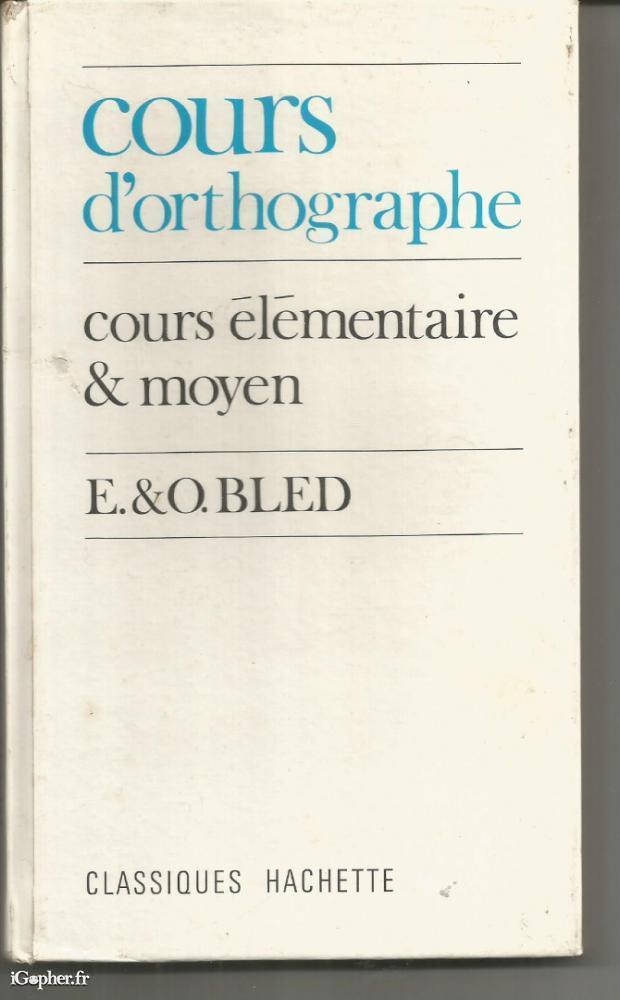 cours
d'orthographe
cours élémentaire
& moyen
E.&O.BLED
CLASSIQUES HACHETTE
iGopher.fr